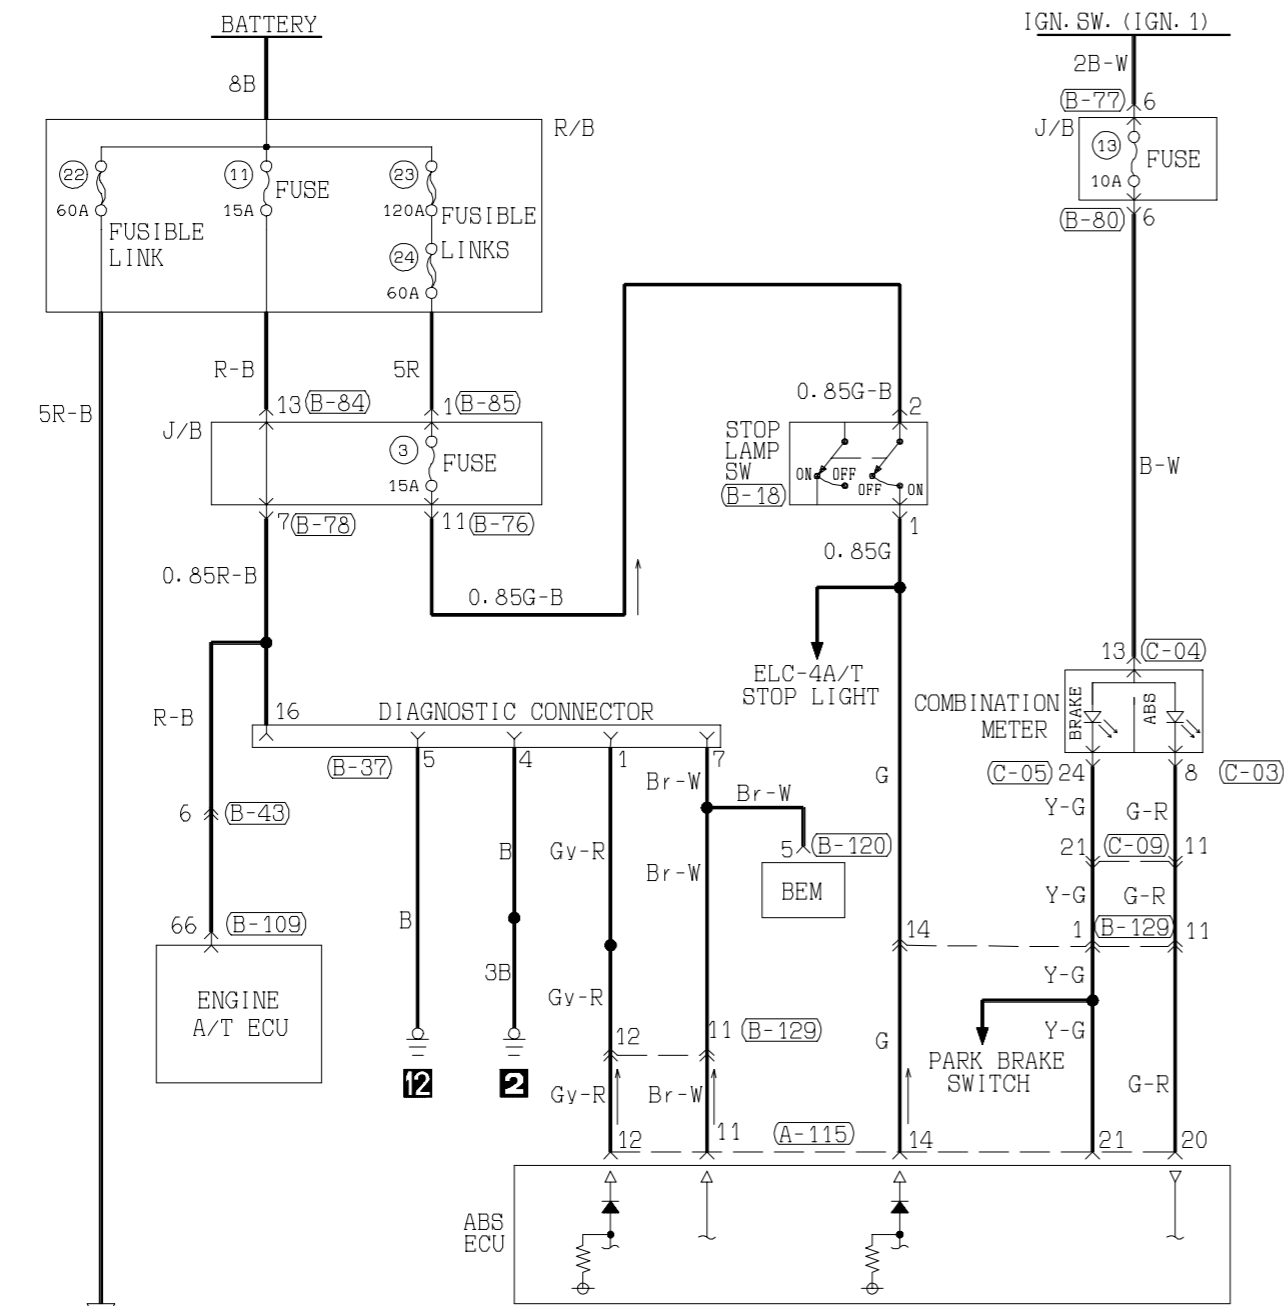 BATTERY
IGN. SW. (IGN. 1)
8B
2B-W
B-77 6
R/B
J/B
22
11
FUSE
23
13
FUSE
60A
15A
120A
10A
FUSIBLE
LINK
FUSIBLE
LINKS
24
60A
B-80 6
R-B
5R
0.85G-B
5R-B
13 B-84
1 B-85
2
J/B
3
FUSE
15A
STOP
LAMP
SW
B-18
ON OFF
OFF ON
B-W
7 B-78
11 B-76
1
0.85R-B
0.85G-B
0.85G
13 C-04
ELC-4A/T
STOP LIGHT
COMBINATION
METER
BRAKE
ABS
R-B
16
DIAGNOSTIC CONNECTOR
B-37
5
4
1
7
C-05 24
8 C-03
Br-W
Br-W
G
Y-G
G-R
6 B-43
5 B-120
BEM
B
Gy-R
Br-W
21 C-09 11
Y-G
G-R
66 B-109
B
14
1 B-129 11
ENGINE
A/T ECU
3B
Gy-R
Y-G
12
11 B-129
G
Y-G
PARK BRAKE
SWITCH
12
2
Gy-R
Br-W
G-R
12
11
A-115
14
21
20
ABS
ECU